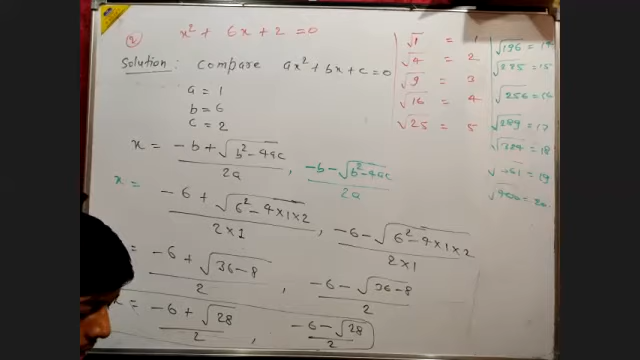 x² + 6x + 2 = 0
Solution: Compare ax² + bx + c = 0
a = 1
b = 6
c = 2
x = (-b + √(b² - 4ac))/2a , (-b - √(b² - 4ac))/2a
x = (-6 + √(6² - 4×1×2))/(2×1) , (-6 - √(6² - 4×1×2))/(2×1)
= (-6 + √(36-8))/2 , (-6 - √(36-8))/2
= (-6 + √28)/2 , (-6 - √28)/2
√1 = 1
√4 = 2
√9 = 3
√16 = 4
√25 = 5
√196 = 14
√225 = 15
√256 = 16
√289 = 17
√324 = 18
= 19
√400 = 20